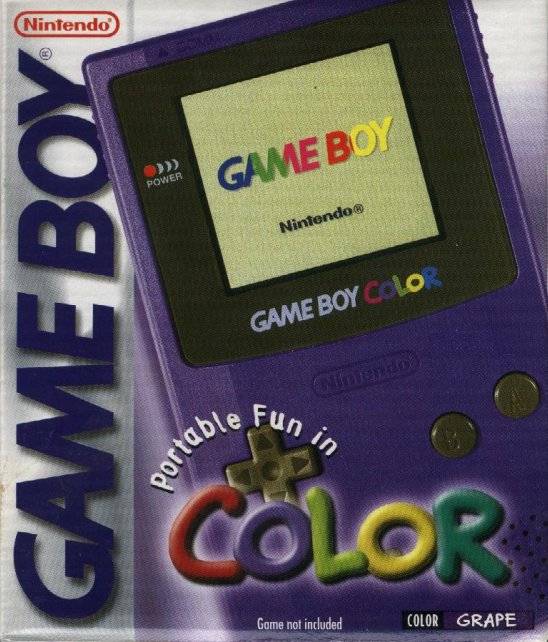 Nintendo®
GAME BOY®
COLOR
POWER
GAME BOY
Nintendo®
GAME BOY COLOR
Nintendo
A
B
Portable Fun in
COLOR
Game not included
COLOR GRAPE